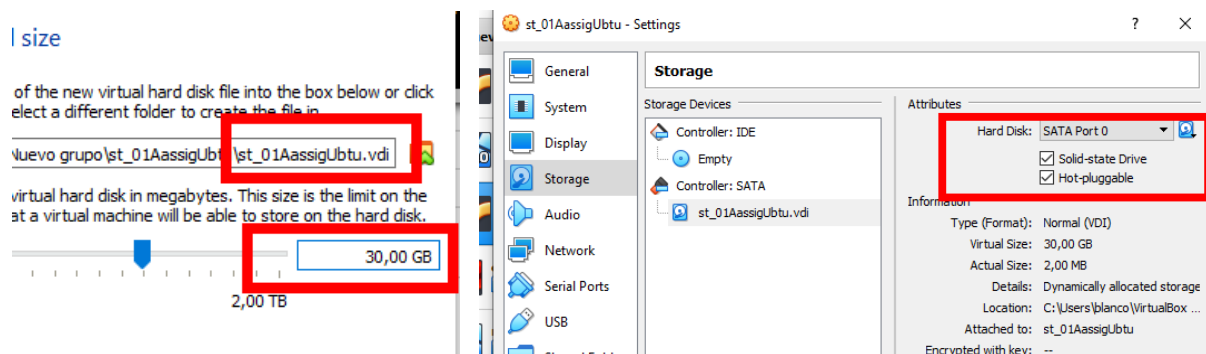 l size
of the new virtual hard disk file into the box below or click
elect a different folder to create the file in.
Nuevo grupo\st_01AassigUbt \st_01AassigUbtu.vdi
virtual hard disk in megabytes. This size is the limit on the
at a virtual machine will be able to store on the hard disk.
30,00 GB
2,00 TB
st_01AassigUbtu - Settings
?
General
System
Display
Storage
Audio
Network
Serial Ports
USB
Storage
Storage Devices
Controller: IDE
Empty
Controller: SATA
st_01AassigUbtu.vdi
Attributes
Hard Disk: SATA Port 0
Solid-state Drive
Hot-pluggable
Information
Type (Format): Normal (VDI)
Virtual Size: 30,00 GB
Actual Size: 2,00 MB
Details: Dynamically allocated storage
Location: C:\Users\blanco\VirtualBox ...
Attached to: st_01AassigUbtu
Encrypted with key: --